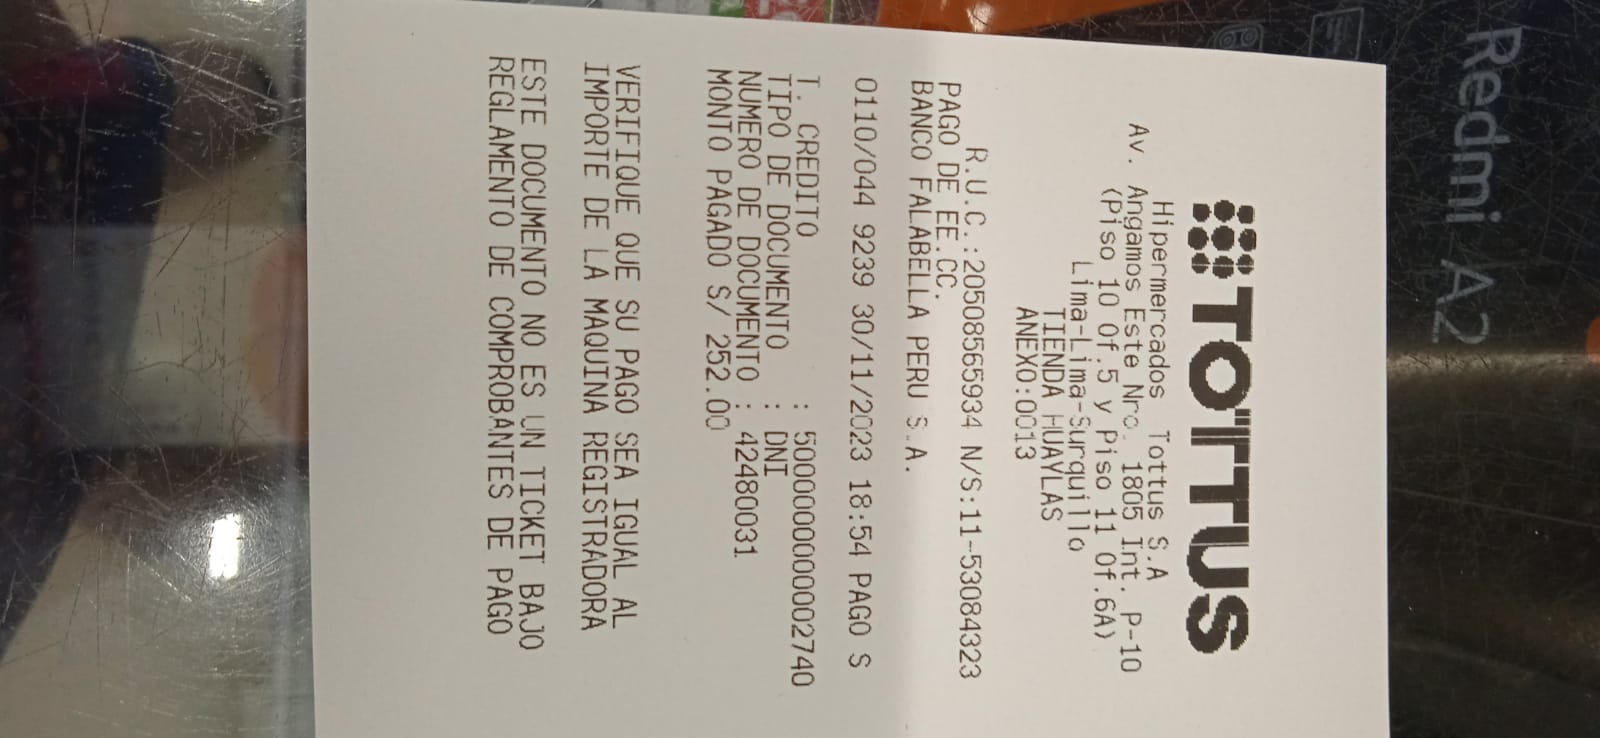 TOTTUS
Hipermercados Tottus S.A
Av. Angamos Este Nro. 1805 Int. P-10
(Piso 10 Of.5 y Piso 11 Of.6A)
Lima-Lima-Surquillo
TIENDA HUAYLAS
ANEXO:0013
R.U.C.:20508565934 N/S:11-53084323
PAGO DE EE.CC.
BANCO FALABELLA PERU S.A.
0110/044 9239 30/11/2023 18:54 PAGO S
T. CREDITO : 5000000000002740
TIPO DE DOCUMENTO : DNI
NUMERO DE DOCUMENTO : 42480031
MONTO PAGADO S/ 252.00
VERIFIQUE QUE SU PAGO SEA IGUAL AL
IMPORTE DE LA MAQUINA REGISTRADORA
ESTE DOCUMENTO NO ES UN TICKET BAJO
REGLAMENTO DE COMPROBANTES DE PAGO
Redmi A2